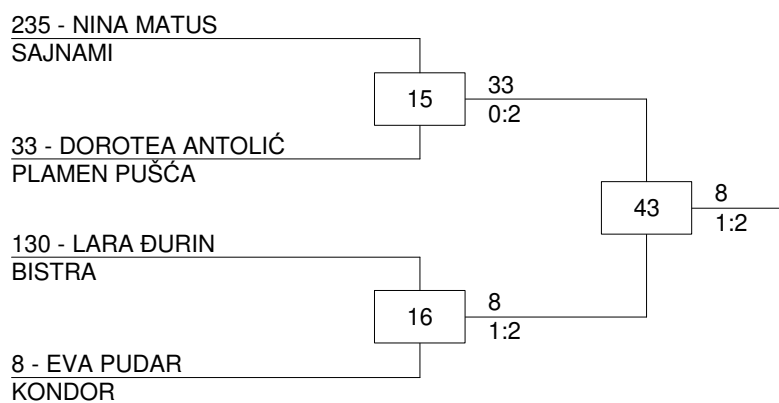 235 - NINA MATUS
SAJNAMI
15
33
0:2
33 - DOROTEA ANTOLIĆ
PLAMEN PUŠĆA
43
8
1:2
130 - LARA ĐURIN
BISTRA
16
8
1:2
8 - EVA PUDAR
KONDOR